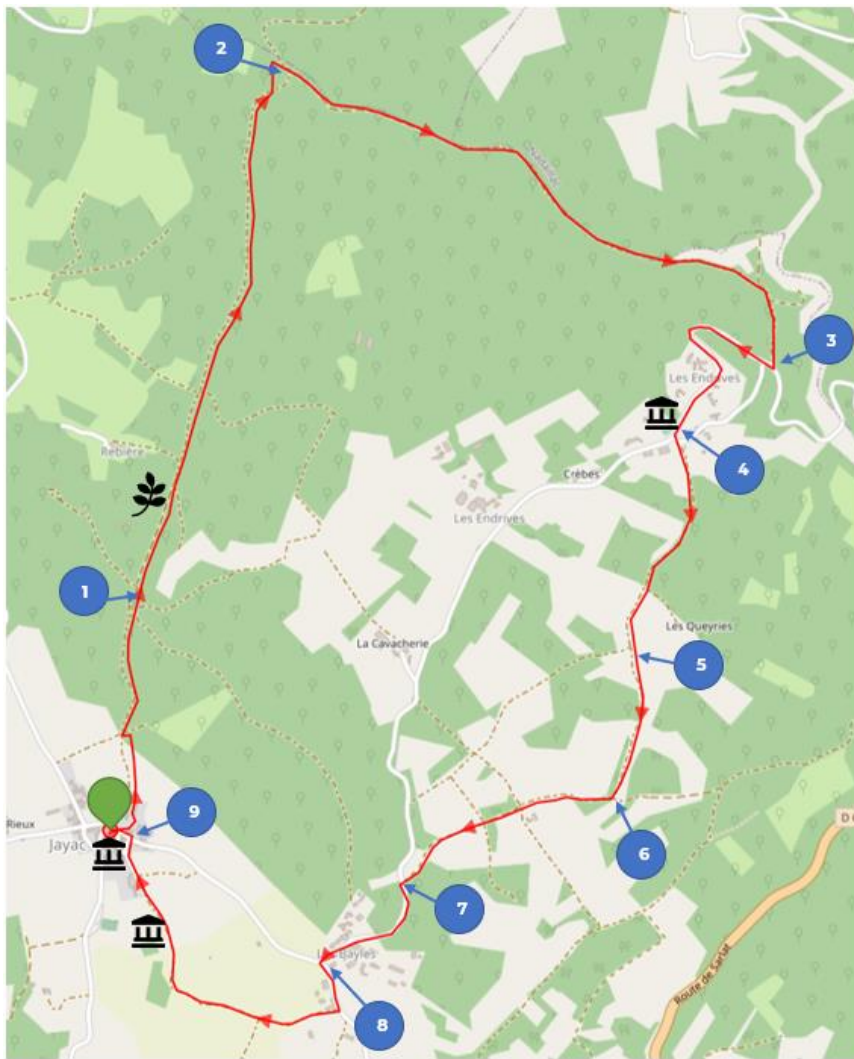 2
3
Les Endrives
4
Crèbes
Les Endrives
Rebière
1
Les Queyries
La Cavacherie
5
Rieux
Jayac
9
6
7
Les Bayles
8
Route de Sarlat